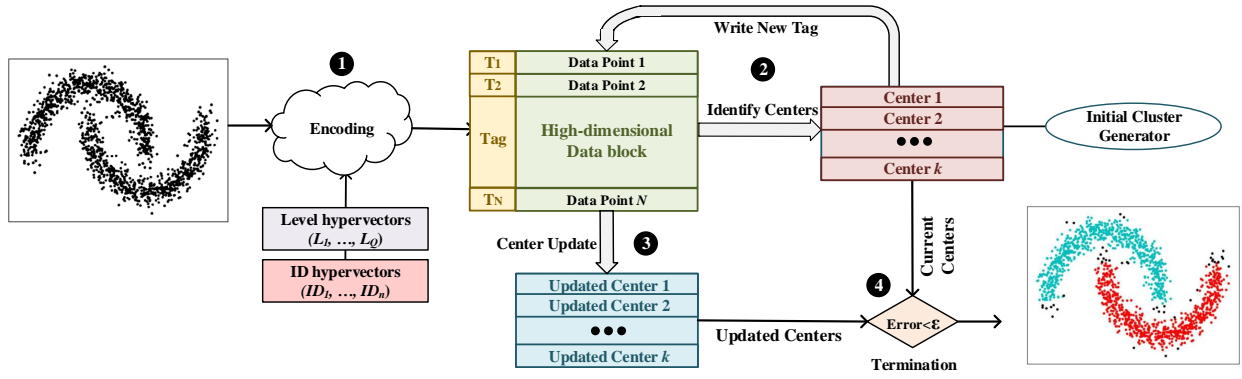 Write New Tag
1
Encoding
Level hypervectors
(L1, ..., LQ)
ID hypervectors
(ID1, ..., IDn)
T1 Data Point 1
T2 Data Point 2
Tag
High-dimensional
Data block
TN Data Point N
2
Identify Centers
Center 1
Center 2
●●●
Center k
Initial Cluster
Generator
Center Update
3
Updated Center 1
Updated Center 2
●●●
Updated Center k
Updated Centers
Current
Centers
4
Error<ε
Termination